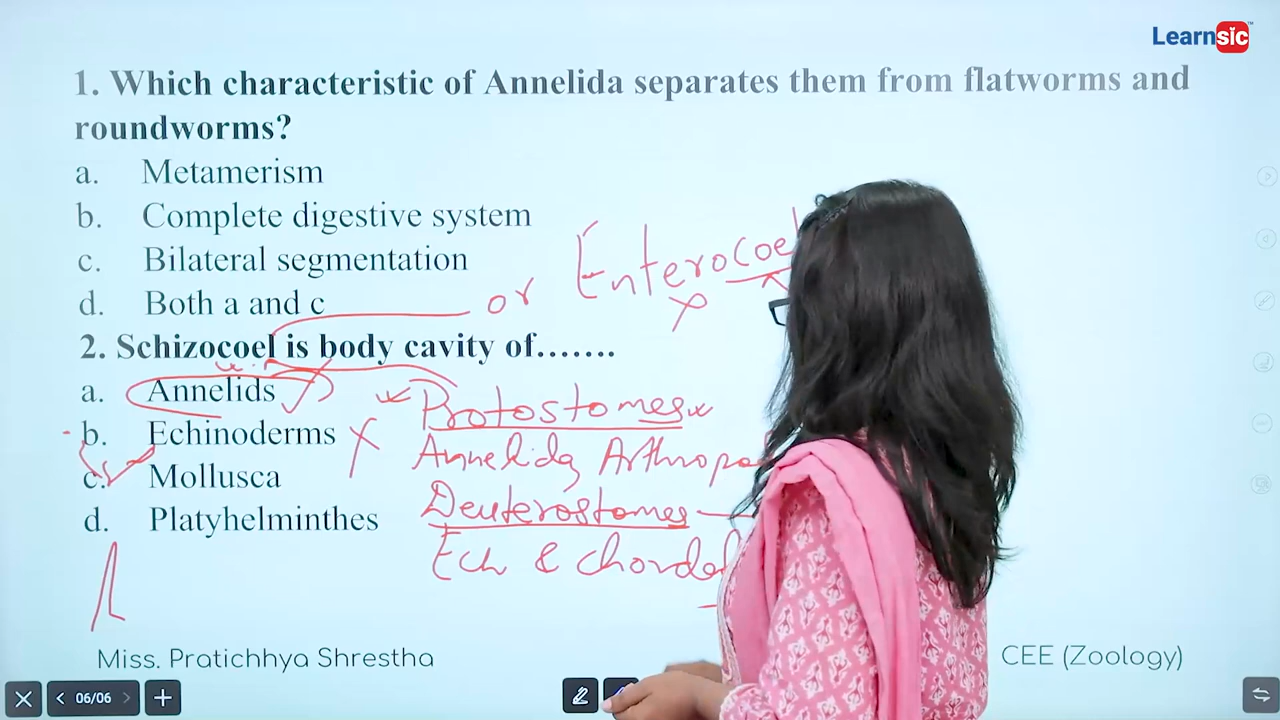 Learnsic
1. Which characteristic of Annelida separates them from flatworms and
roundworms?
a. Metamerism
b. Complete digestive system
c. Bilateral segmentation
d. Both a and c
or Enterocoel
2. Schizocoel is body cavity of…….
a. Annelids
b. Echinoderms
c. Mollusca
d. Platyhelminthes
Protostomes
Annelida Arthropo
Deuterostomes
Ech & chorda
Miss. Pratichhya Shrestha
CEE (Zoology)
06/06